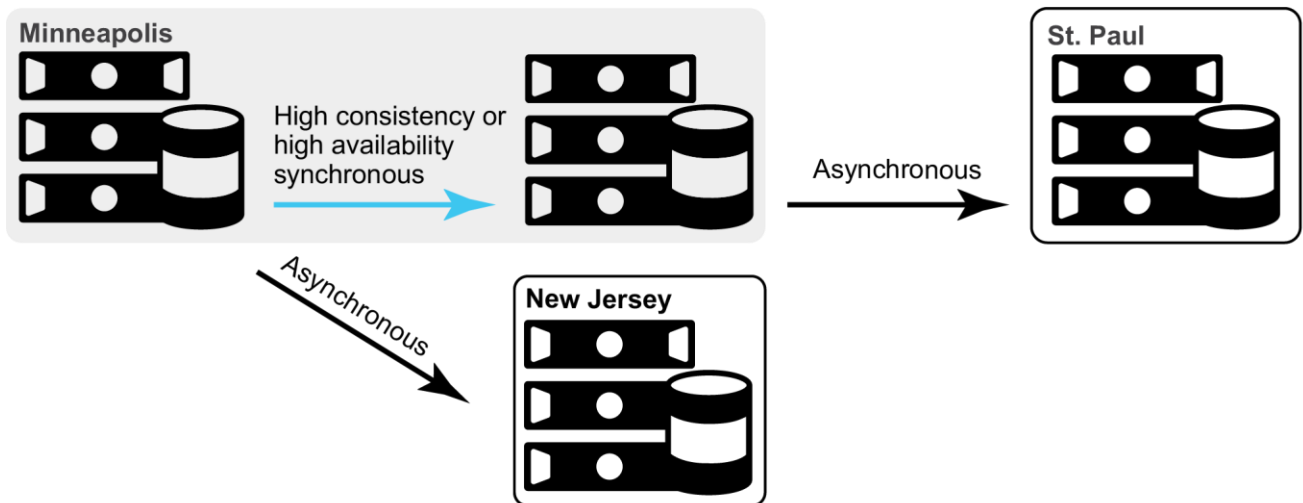 Minneapolis
High consistency or
high availability
synchronous
St. Paul
Asynchronous
Asynchronous
New Jersey